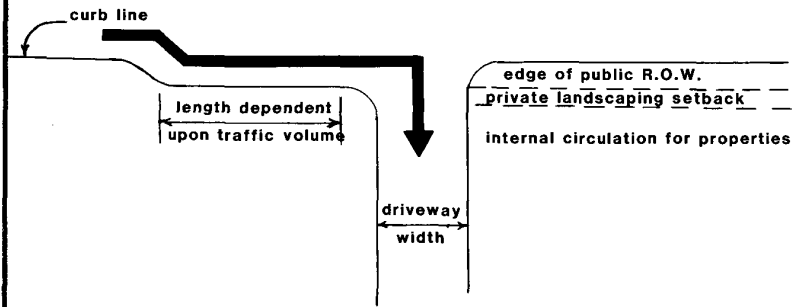 curb line
edge of public R.O.W.
private landscaping setback
length dependent
upon traffic volume
internal circulation for properties
driveway
width